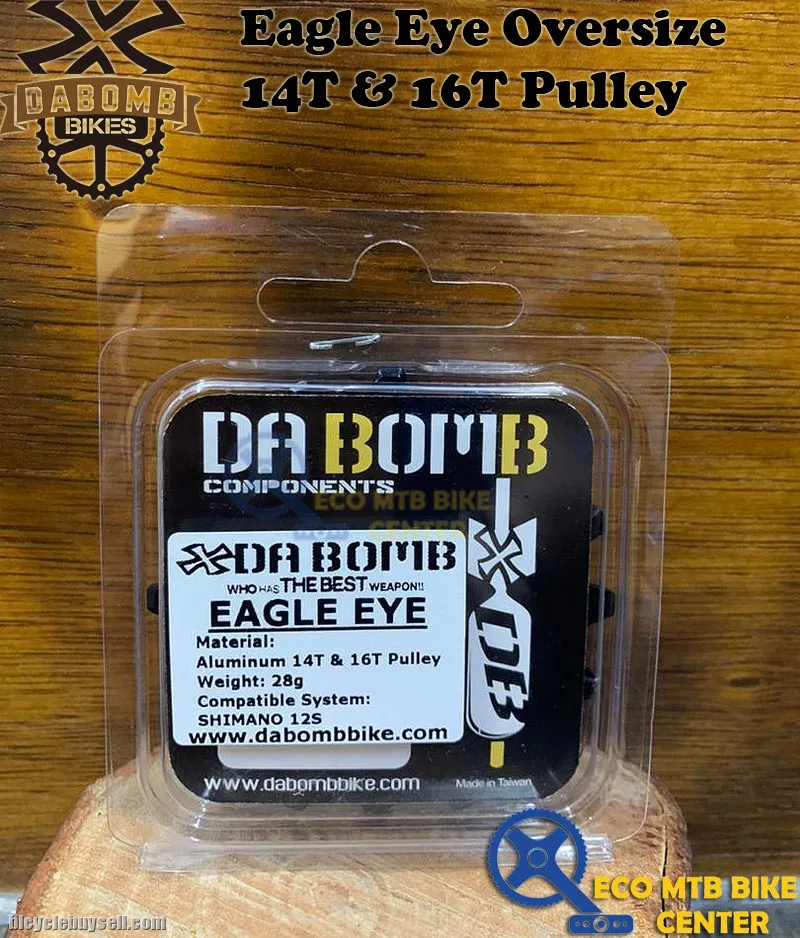 Eagle Eye Oversize
14T & 16T Pulley
DABOMB
BIKES
DA BOMB
COMPONENTS
ECO MTB BIKE
CENTER
DA BOMB
WHO HAS THE BEST WEAPON!!
EAGLE EYE
Material:
Aluminum 14T & 16T Pulley
Weight: 28g
Compatible System:
SHIMANO 12S
www.dabombbike.com
DB
www.dabombbike.com
Made in Taiwan
ECO MTB BIKE
CENTER
bicyclebuysell.com